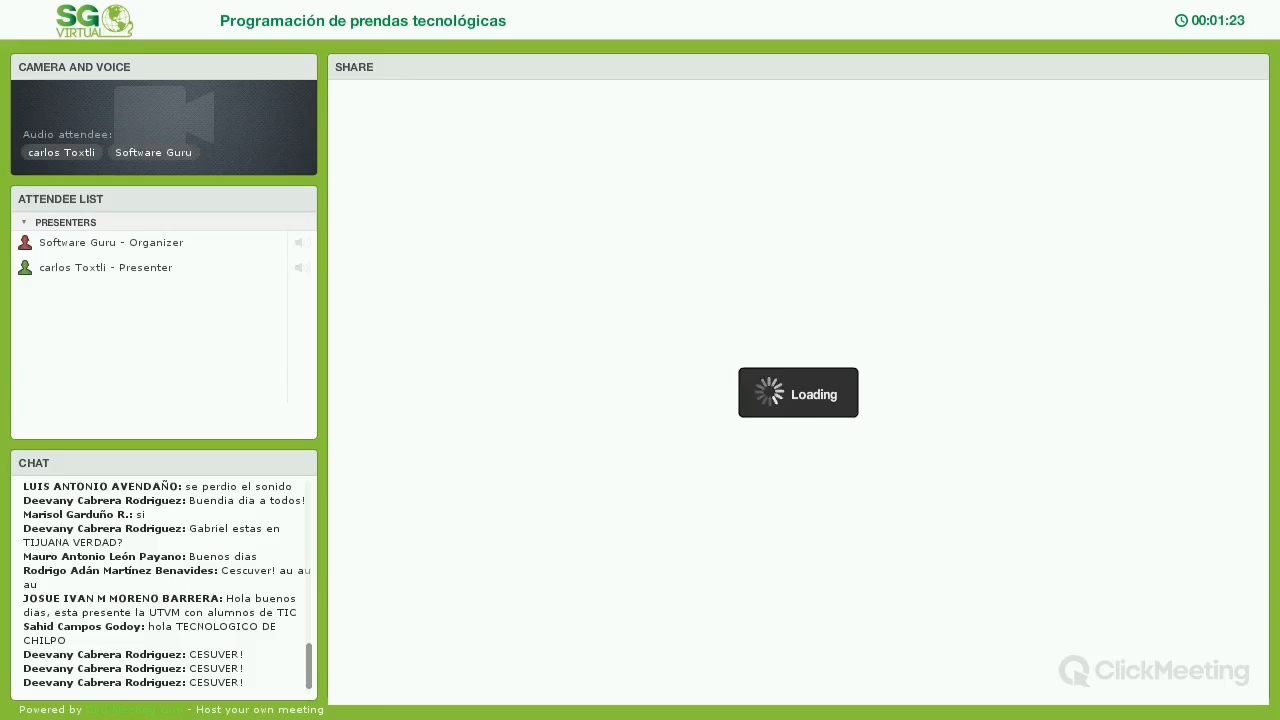 SG
VIRTUAL
Programación de prendas tecnológicas
00:01:23
CAMERA AND VOICE
Audio attendee:
carlos Toxtli
Software Guru
ATTENDEE LIST
PRESENTERS
Software Guru - Organizer
carlos Toxtli - Presenter
CHAT
LUIS ANTONIO AVENDAÑO: se perdio el sonido
Deevany Cabrera Rodriguez: Buendia dia a todos!
Marisol Garduño R.: si
Deevany Cabrera Rodriguez: Gabriel estas en
TIJUANA VERDAD?
Mauro Antonio León Payano: Buenos dias
Rodrigo Adán Martínez Benavides: Cescuver! au au
au
JOSUE IVAN M MORENO BARRERA: Hola buenos
dias, esta presente la UTVM con alumnos de TIC
Sahid Campos Godoy: hola TECNOLOGICO DE
CHILPO
Deevany Cabrera Rodriguez: CESUVER!
Deevany Cabrera Rodriguez: CESUVER!
Deevany Cabrera Rodriguez: CESUVER!
Powered by ClickMeeting.com - Host your own meeting
SHARE
Loading
ClickMeeting